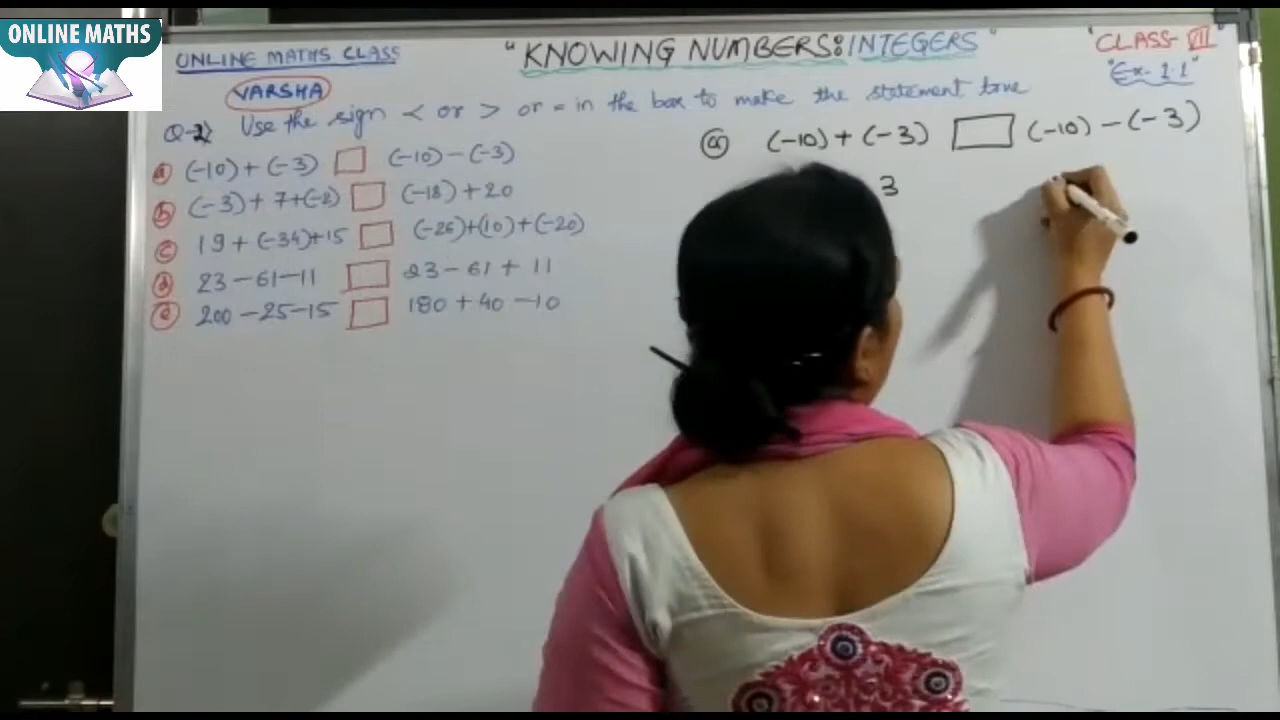 ONLINE MATHS
ONLINE MATHS CLASS
"KNOWING NUMBERS: INTEGERS"
"CLASS-VII"
"Ex-1.1"
VARSHA
Q-2) Use the sign < or > or = in the box to make the statement true
(a) (-10) + (-3) □ (-10) - (-3)
(b) (-3) + 7 + (-2) □ (-18) + 20
(c) 19 + (-34) + 15 □ (-26) + (10) + (-20)
(d) 23 - 61 - 11 □ 23 - 61 + 11
(e) 200 - 25 - 15 □ 180 + 40 - 10
(a) (-10) + (-3) □ (-10) - (-3)
3